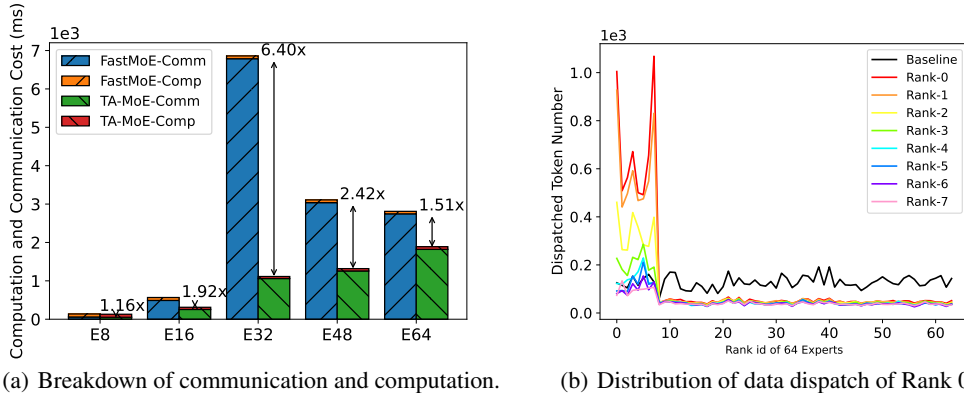 1e3
Computation and Communication Cost (ms)
7
6
5
4
3
2
1
0
FastMoE-Comm
FastMoE-Comp
TA-MoE-Comm
TA-MoE-Comp
1.16x
1.92x
6.40x
2.42x
1.51x
E8 E16 E32 E48 E64
(a) Breakdown of communication and computation.
1e3
Dispatched Token Number
1.0
0.8
0.6
0.4
0.2
0.0
Baseline
Rank-0
Rank-1
Rank-2
Rank-3
Rank-4
Rank-5
Rank-6
Rank-7
0 10 20 30 40 50 60
Rank id of 64 Experts
(b) Distribution of data dispatch of Rank 0